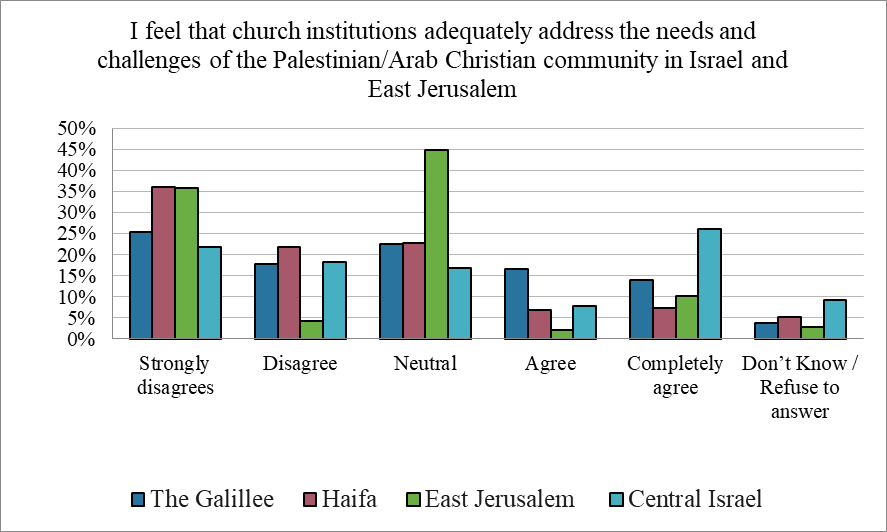 I feel that church institutions adequately address the needs and
challenges of the Palestinian/Arab Christian community in Israel and
East Jerusalem
50%
45%
40%
35%
30%
25%
20%
15%
10%
5%
0%
Strongly
disagrees
Disagree
Neutral
Agree
Completely
agree
Don’t Know /
Refuse to
answer
The Galillee Haifa East Jerusalem Central Israel